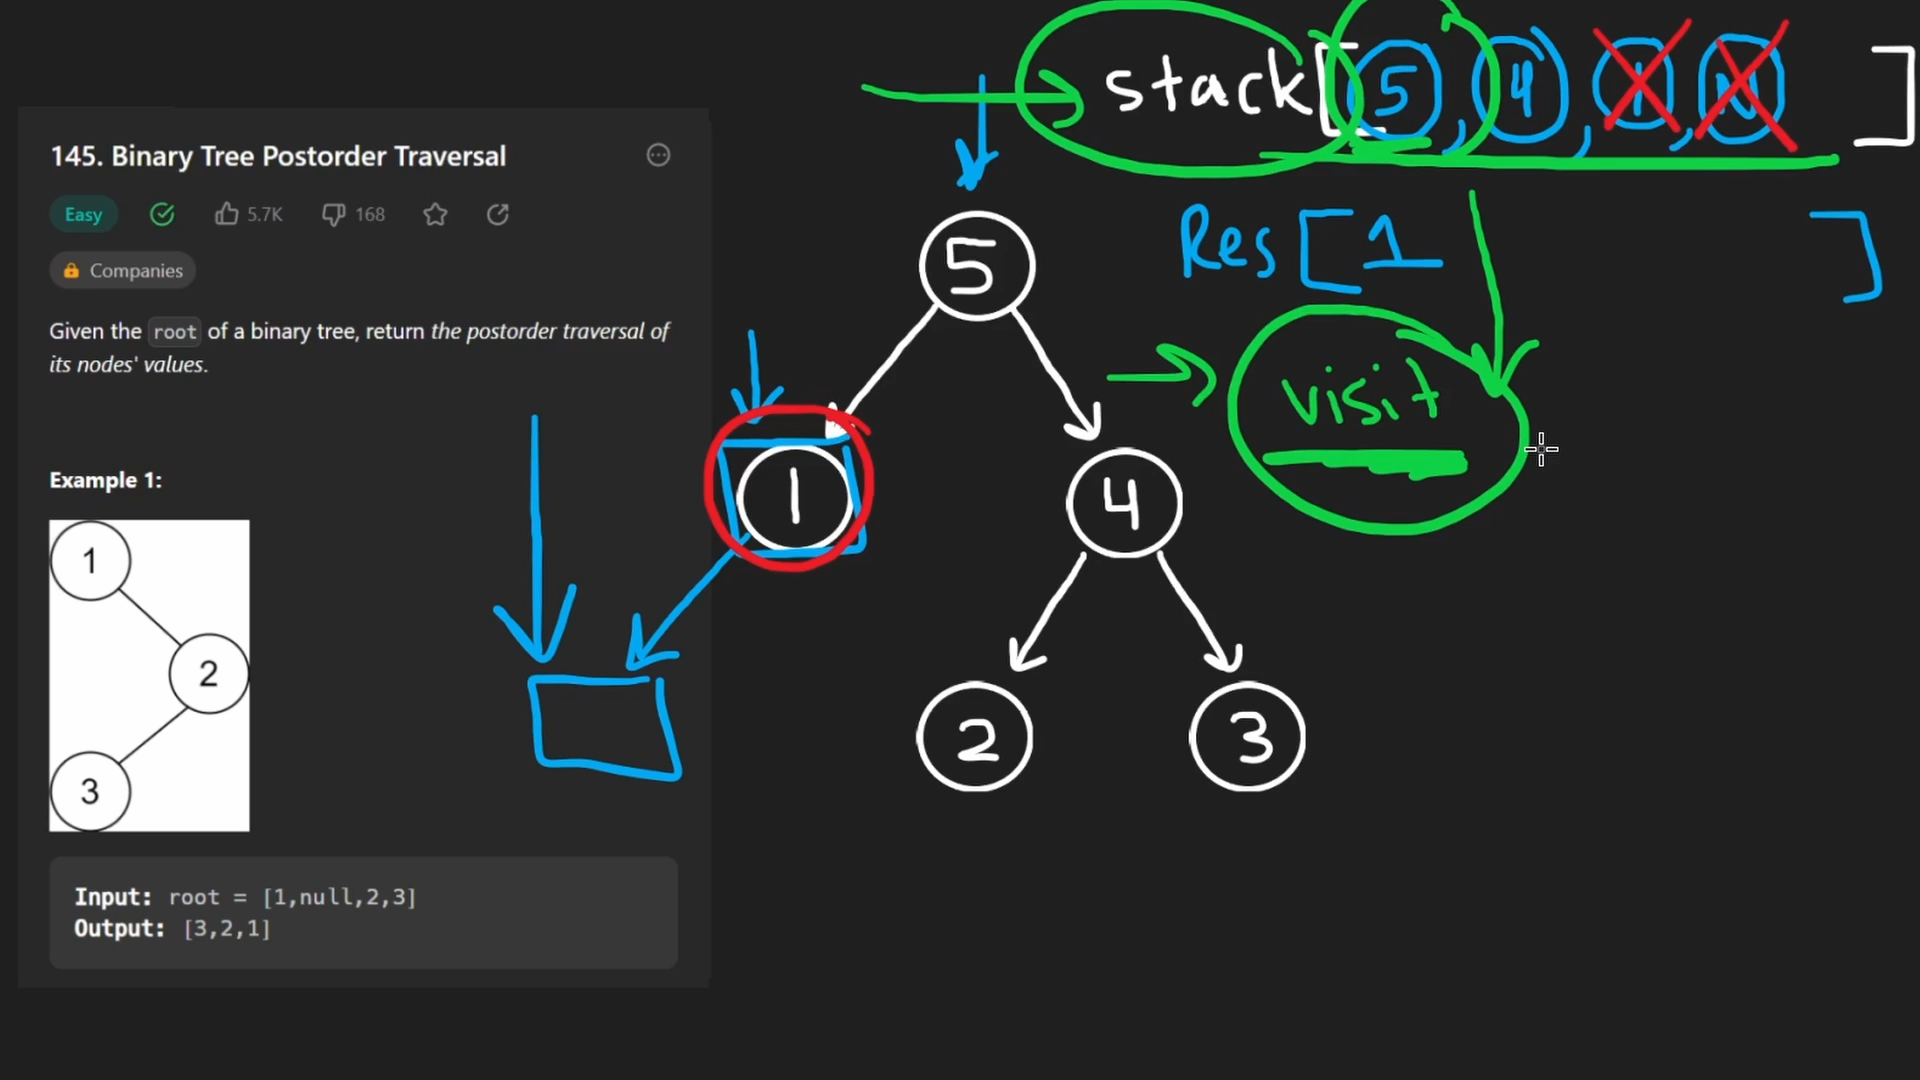 145. Binary Tree Postorder Traversal
Easy 5.7K 168
Companies
Given the root of a binary tree, return the postorder traversal of
its nodes' values.
Example 1:
1
2
3
Input: root = [1,null,2,3]
Output: [3,2,1]
stack[5, 4, 1, N ]
Res[1 ]
visit
5
1 4
2 3